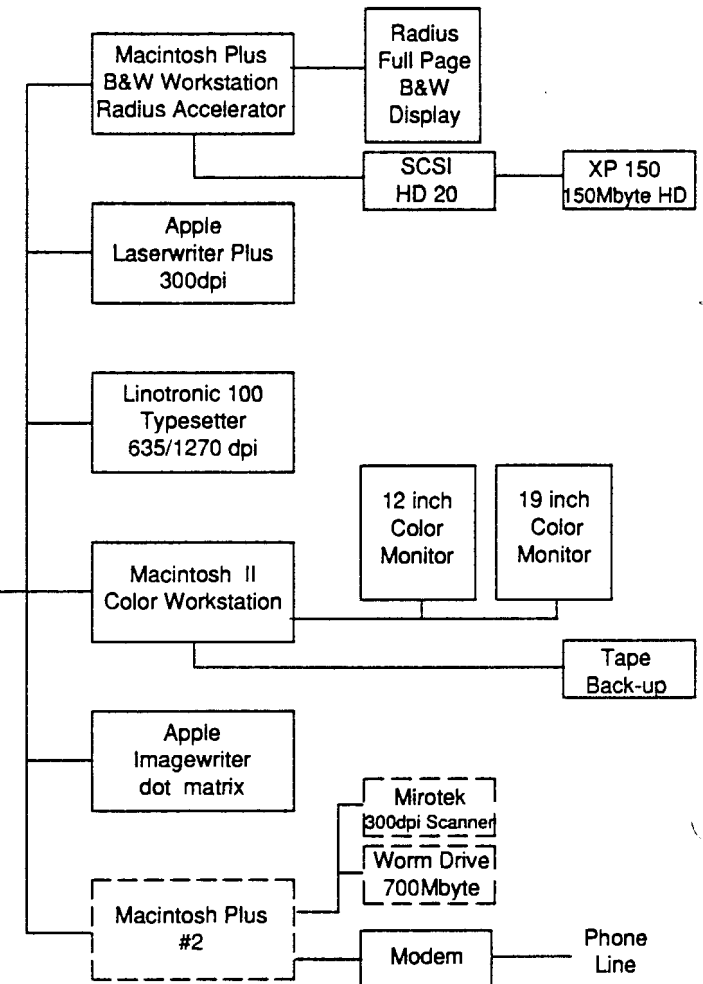 Macintosh Plus
B&W Workstation
Radius Accelerator
Radius
Full Page
B&W
Display
SCSI
HD 20
XP 150
150Mbyte HD
Apple
Laserwriter Plus
300dpi
Linotronic 100
Typesetter
635/1270 dpi
12 inch
Color
Monitor
19 inch
Color
Monitor
Macintosh II
Color Workstation
Tape
Back-up
Apple
Imagewriter
dot matrix
Mirotek
300dpi Scanner
Worm Drive
700Mbyte
Macintosh Plus
#2
Modem
Phone
Line